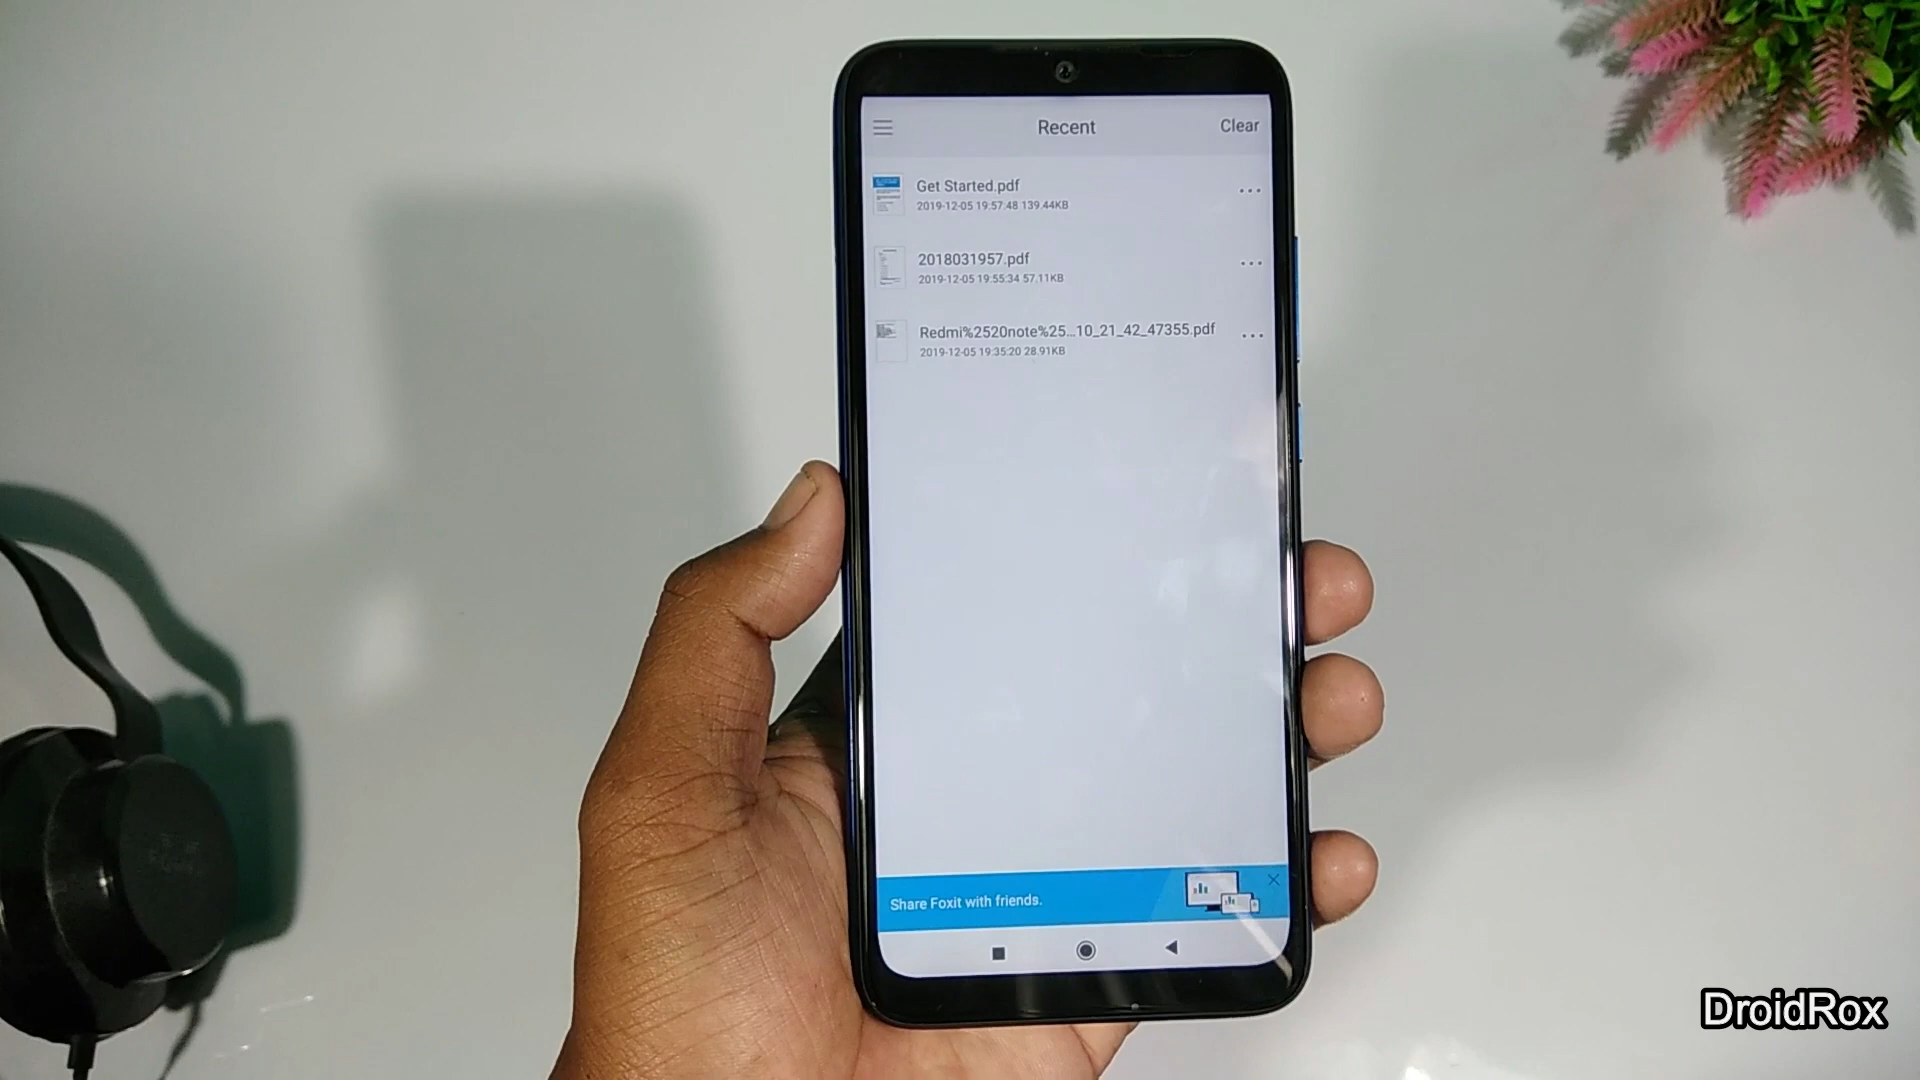 Recent
Clear
Get Started.pdf
2019-12-05 19:57:48 139.44KB
2018031957.pdf
2019-12-05 19:55:34 57.11KB
Redmi%2520note%25...10_21_42_47355.pdf
2019-12-05 19:35:20 28.91KB
Share Foxit with friends.
DroidRox